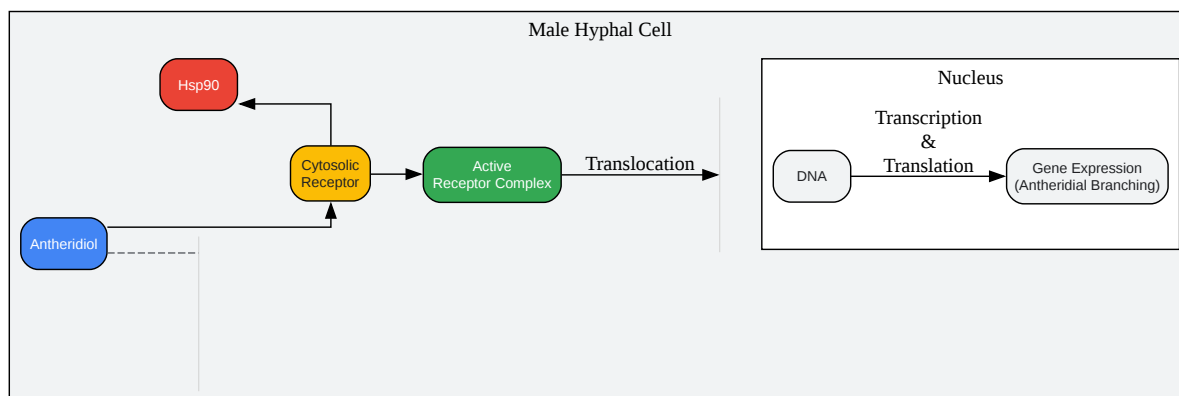 Male Hyphal Cell
Hsp90
Nucleus
Transcription
&
Translation
Cytosolic
Receptor
Active
Receptor Complex
Translocation
DNA
Gene Expression
(Antheridial Branching)
Antheridiol